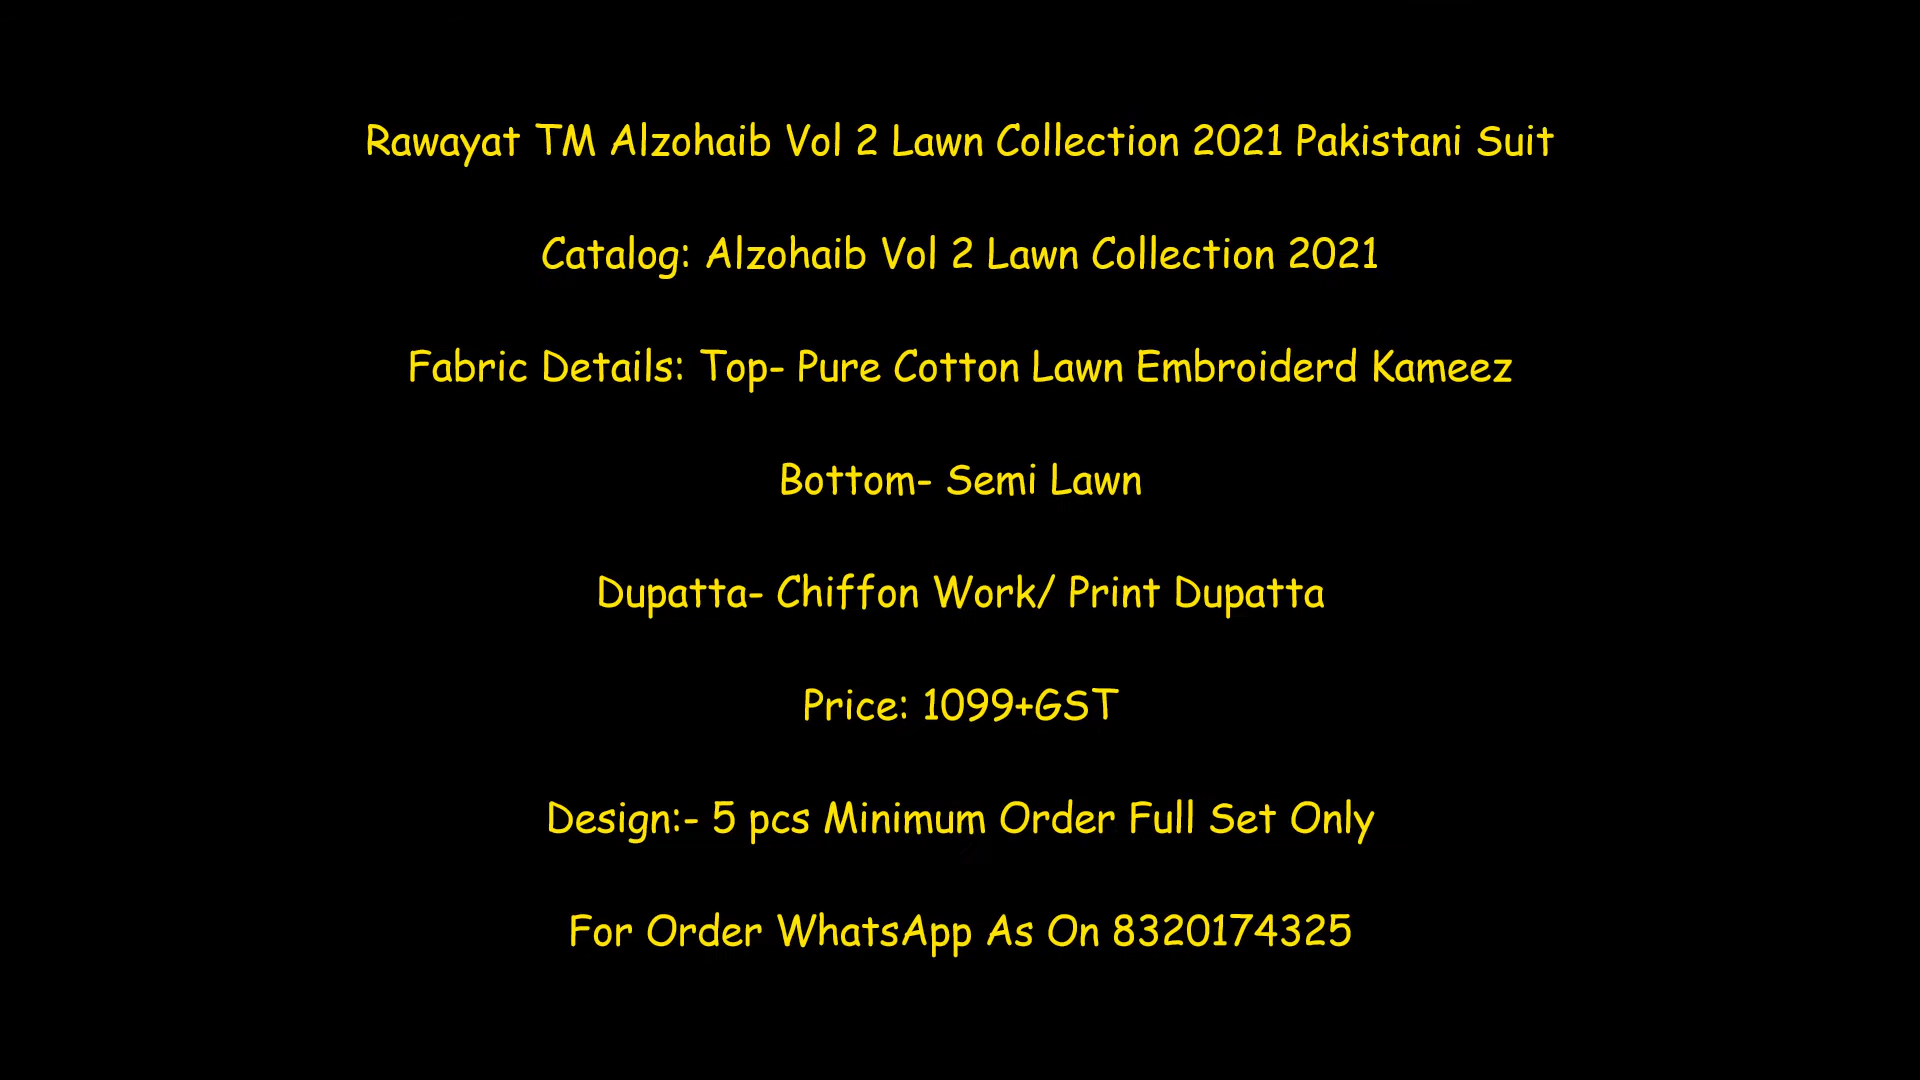 Rawayat TM Alzohaib Vol 2 Lawn Collection 2021 Pakistani Suit
Catalog: Alzohaib Vol 2 Lawn Collection 2021
Fabric Details: Top- Pure Cotton Lawn Embroiderd Kameez
Bottom- Semi Lawn
Dupatta- Chiffon Work/ Print Dupatta
Price: 1099+GST
Design:- 5 pcs Minimum Order Full Set Only
For Order WhatsApp As On 8320174325